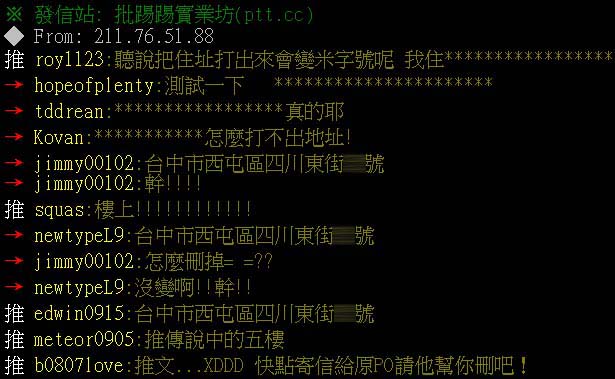 ※ 發信站: 批踢踢實業坊(ptt.cc)
◆ From: 211.76.51.88
推 roy1123:聽說把住址打出來會變米字號呢 我住*****************
→ hopeofplenty:測試一下 **********************
→ tddrean:*****************真的耶
→ Kovan:***********怎麼打不出地址!
→ jimmy00102:台中市西屯區四川東街 號
→ jimmy00102:幹!!!!
推 squas:樓上!!!!!!!!!!!!
→ newtypeL9:台中市西屯區四川東街 號
→ jimmy00102:怎麼刪掉= =??
→ newtypeL9:沒變啊!!幹!!
推 edwin0915:台中市西屯區四川東街 號
推 meteor0905:推傳說中的五樓
推 b0807love:推文...XDDD 快點寄信給原PO請他幫你刪吧！